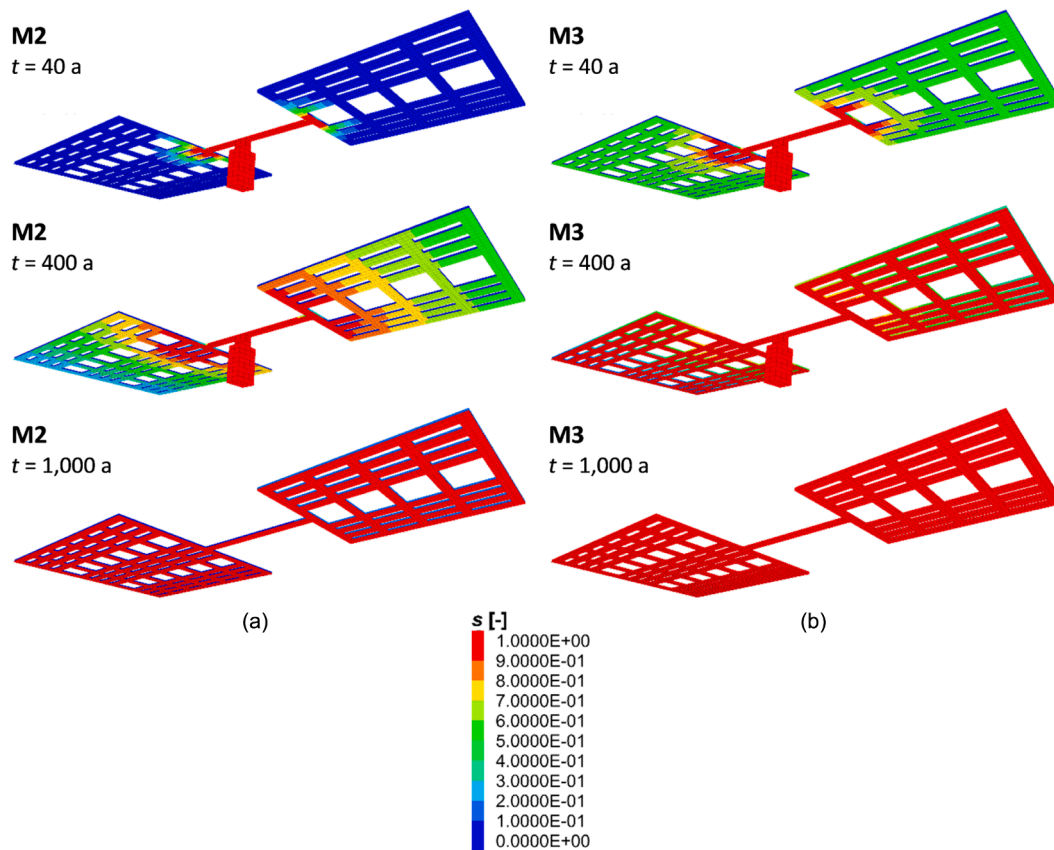 M2
t = 40 a
M3
t = 40 a
M2
t = 400 a
M3
t = 400 a
M2
t = 1,000 a
M3
t = 1,000 a
(a)
(b)
s [-]
1.0000E+00
9.0000E-01
8.0000E-01
7.0000E-01
6.0000E-01
5.0000E-01
4.0000E-01
3.0000E-01
2.0000E-01
1.0000E-01
0.0000E+00